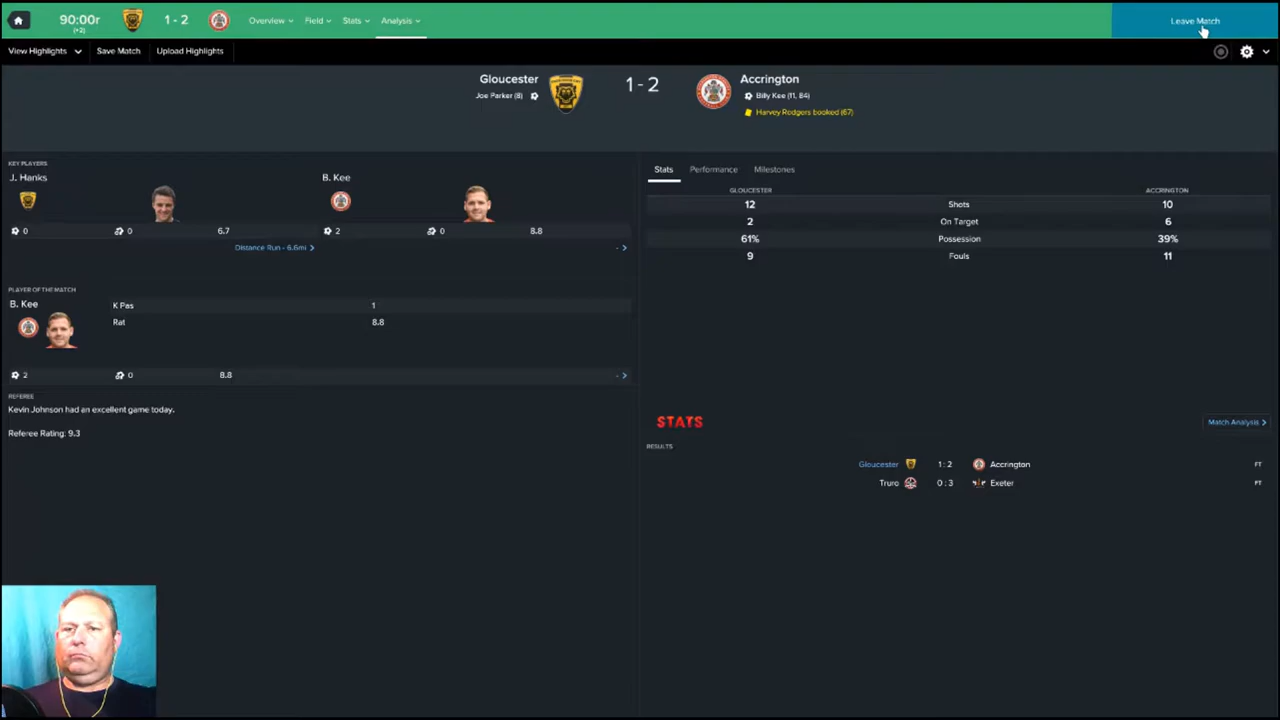 90:00r
(+2)
1 - 2
Overview
Field
Stats
Analysis
Leave Match
View Highlights
Save Match
Upload Highlights
Gloucester
1 - 2
Accrington
Joe Parker (8)
Billy Kee (11, 84)
Harvey Rodgers booked (67)
KEY PLAYERS
J. Hanks
B. Kee
0 0 6.7
2 0 8.8
Distance Run - 6.6mi >
- >
PLAYER OF THE MATCH
B. Kee
K Pas 1
Rat 8.8
2 0 8.8
- >
REFEREE
Kevin Johnson had an excellent game today.
Referee Rating: 9.3
Stats Performance Milestones
GLOUCESTER ACCRINGTON
12 Shots 10
2 On Target 6
61% Possession 39%
9 Fouls 11
STATS
Match Analysis >
RESULTS
Gloucester 1 : 2 Accrington FT
Truro 0 : 3 Exeter FT